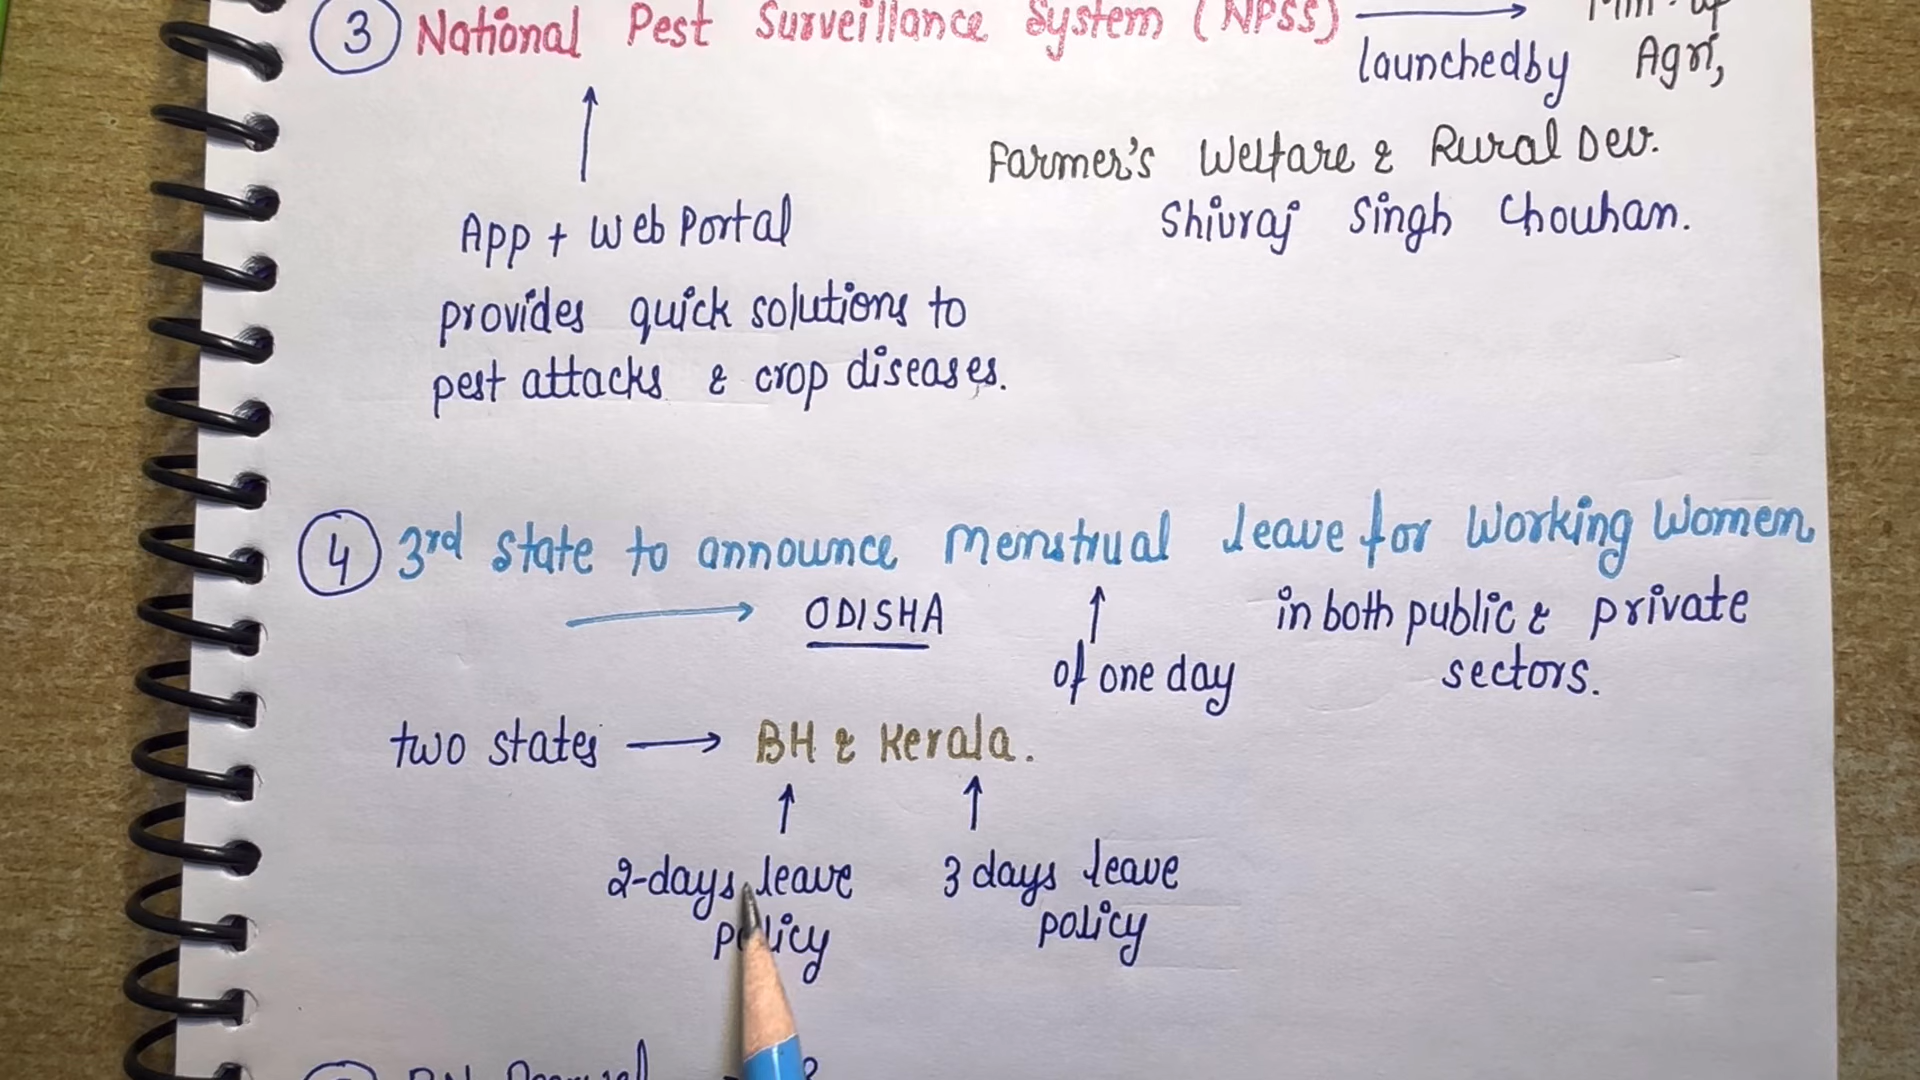 3 National Pest Surveillance System (NPSS) →
launchedby Agri,
Farmer's Welfare & Rural Dev.
Shivraj Singh Chouhan.
App + Web Portal
provides quick solutions to
pest attacks & crop diseases.
4 3rd state to announce Menstrual leave for Working Women
→ ODISHA
of one day
in both public & private
sectors.
two states → BH & Kerala.
2-days leave
policy
3 days leave
policy